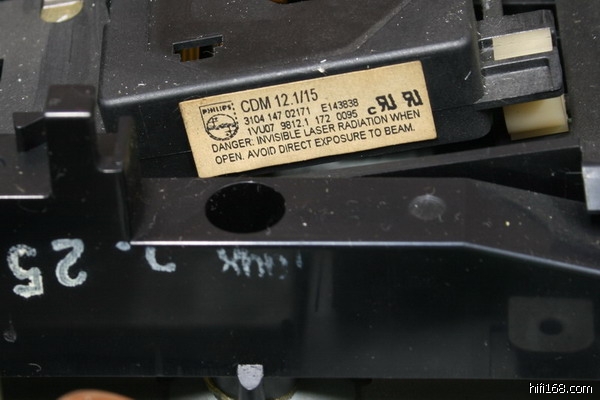 PHILIPS
CDM 12.1/15
3104 147 02171 E143838
1VU07 9812.1 172 0095
DANGER: INVISIBLE LASER RADIATION WHEN
OPEN. AVOID DIRECT EXPOSURE TO BEAM.
25
hifi168.com